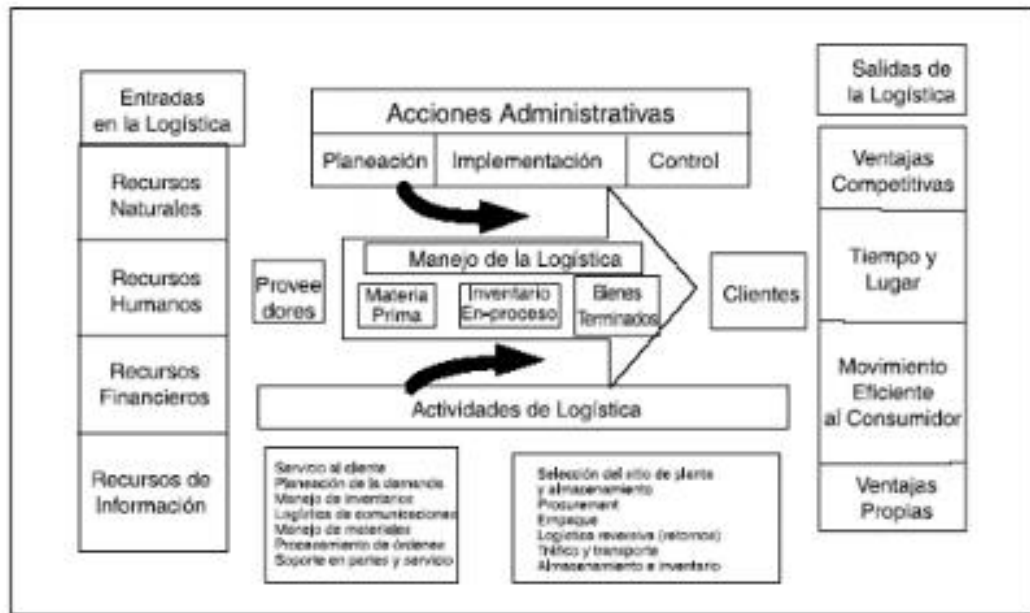 Entradas
en la Logística
Recursos
Naturales
Recursos
Humanos
Recursos
Financieros
Recursos de
Información
Acciones Administrativas
Planeación
Implementación
Control
Provee
dores
Manejo de la Logística
Materia
Prima
Inventario
En-proceso
Bienes
Terminados
Clientes
Actividades de Logística
Servicio al cliente
Planeación de la demanda
Manejo de inventarios
Logística de comunicaciones
Manejo de materiales
Procesamiento de órdenes
Soporte en partes y servicio
Selección del sitio de planta
y almacenamiento
Procurement
Empaque
Logística reversiva (retornos)
Tráfico y transporte
Almacenamiento e inventario
Salidas de
la Logística
Ventajas
Competitivas
Tiempo y
Lugar
Movimiento
Eficiente
al Consumidor
Ventajas
Propias